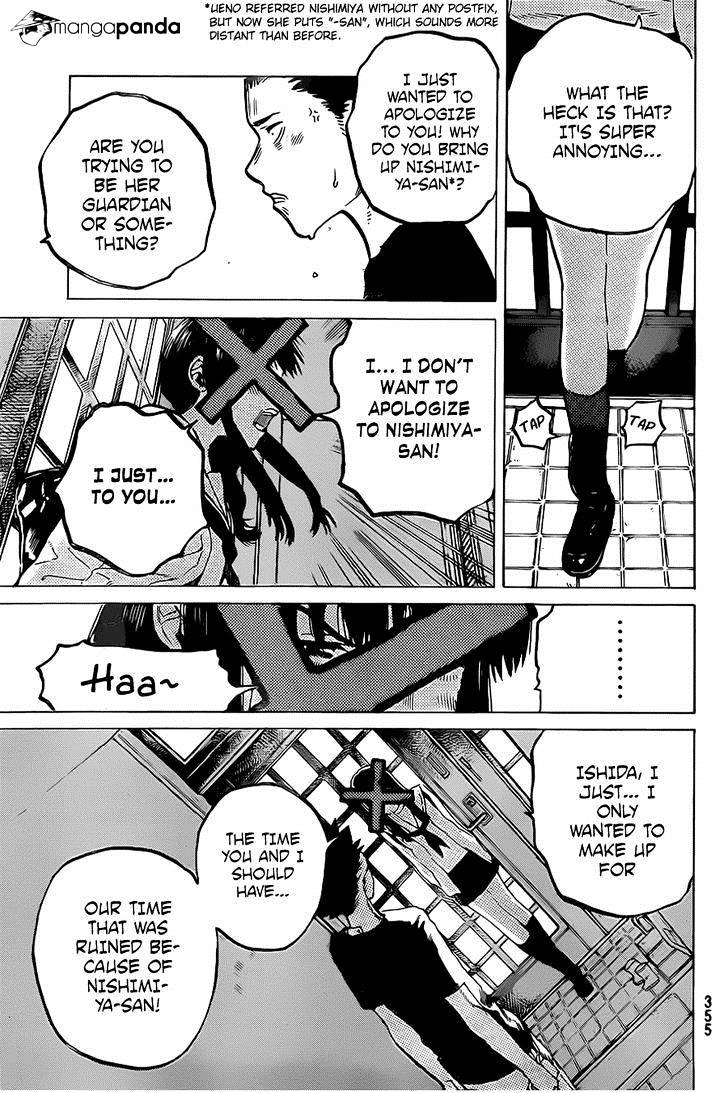 mangapanda
*UENO REFERRED NISHIMIYA WITHOUT ANY POSTFIX,
BUT NOW SHE PUTS "-SAN", WHICH SOUNDS MORE
DISTANT THAN BEFORE.
WHAT THE
HECK IS THAT?
IT'S SUPER
ANNOYING...
TAP
TAP
I JUST
WANTED TO
APOLOGIZE
TO YOU! WHY
DO YOU BRING
UP NISHIMI-
YA-SAN*?
ARE YOU
TRYING TO
BE HER
GUARDIAN
OR SOME-
THING?
I... I DON'T
WANT TO
APOLOGIZE
TO NISHIMIYA-
SAN!
I JUST...
TO YOU...
........
Haa~
ISHIDA, I
JUST... I
ONLY
WANTED TO
MAKE UP
FOR
THE TIME
YOU AND I
SHOULD
HAVE...
OUR TIME
THAT WAS
RUINED BE-
CAUSE OF
NISHIMI-
YA-SAN!
355